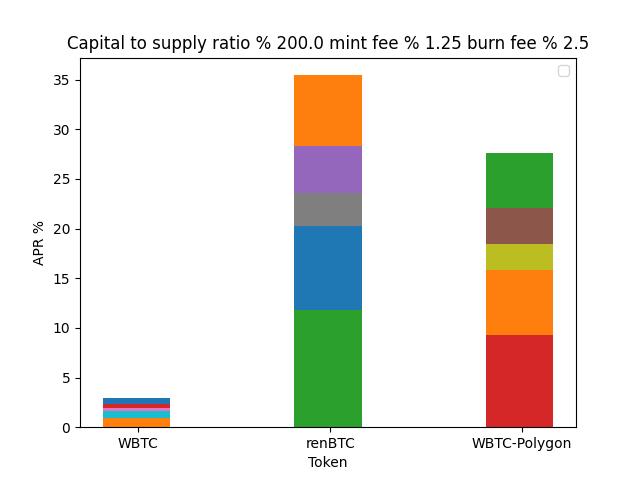 Capital to supply ratio % 200.0 mint fee % 1.25 burn fee % 2.5
35
30
25
20
15
10
5
0
APR %
WBTC renBTC WBTC-Polygon
Token